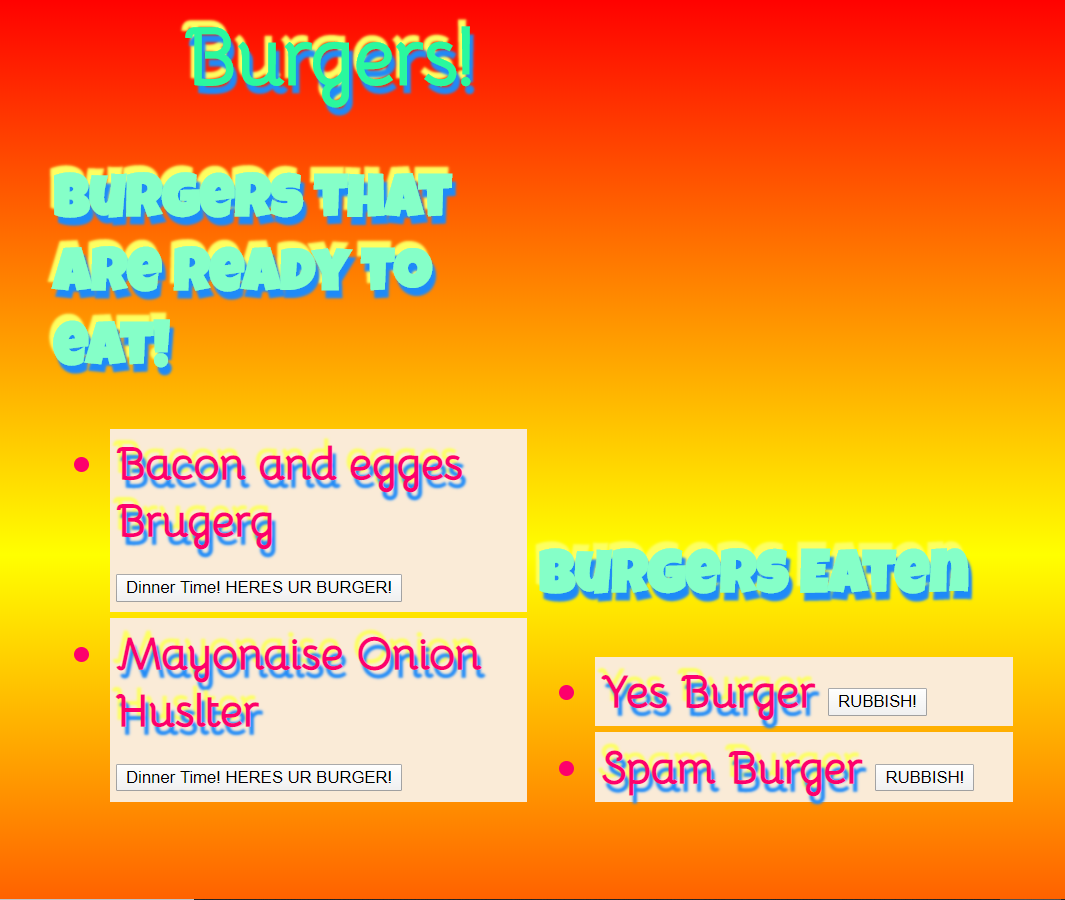 Burgers!
Burgers that
are ready to
eat!
Bacon and egges
Brugerg
Dinner Time! HERES UR BURGER!
Mayonaise Onion
Huslter
Dinner Time! HERES UR BURGER!
Burgers Eaten
Yes Burger RUBBISH!
Spam Burger RUBBISH!